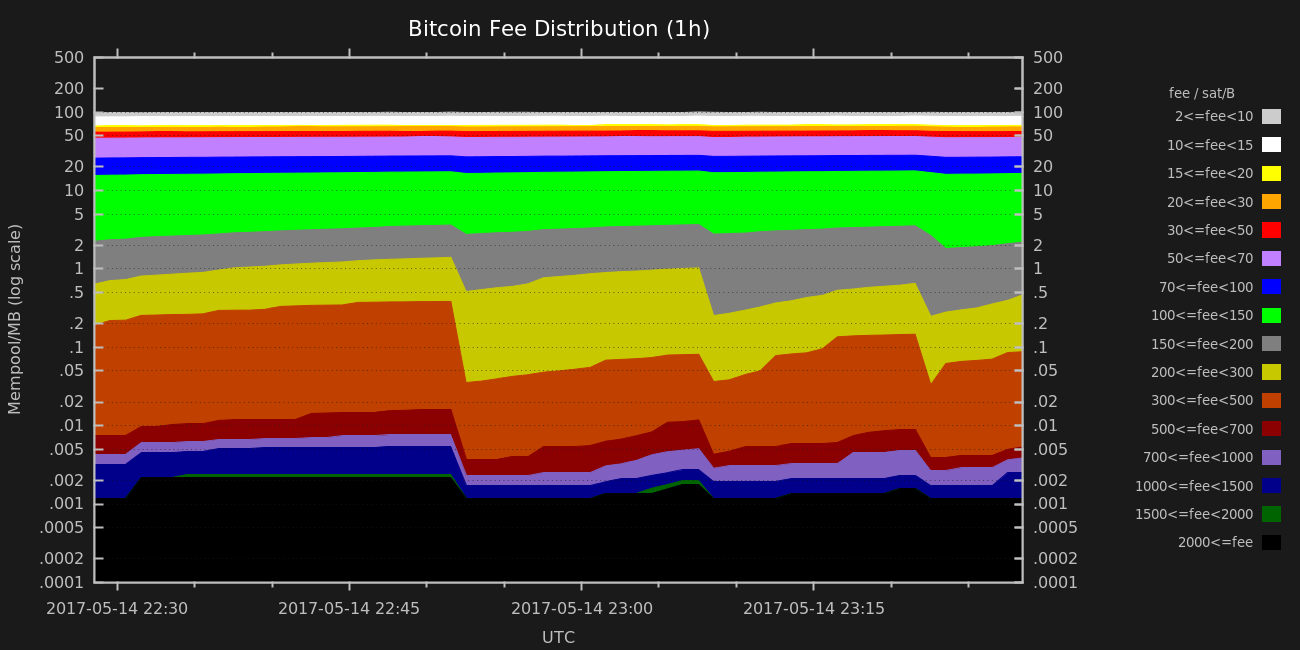 Bitcoin Fee Distribution (1h)
Mempool/MB (log scale)
500
200
100
50
20
10
5
2
1
.5
.2
.1
.05
.02
.01
.005
.002
.001
.0005
.0002
.0001
500
200
100
50
20
10
5
2
1
.5
.2
.1
.05
.02
.01
.005
.002
.001
.0005
.0002
.0001
2017-05-14 22:30 2017-05-14 22:45 2017-05-14 23:00 2017-05-14 23:15
UTC
fee / sat/B
2<=fee<10
10<=fee<15
15<=fee<20
20<=fee<30
30<=fee<50
50<=fee<70
70<=fee<100
100<=fee<150
150<=fee<200
200<=fee<300
300<=fee<500
500<=fee<700
700<=fee<1000
1000<=fee<1500
1500<=fee<2000
2000<=fee